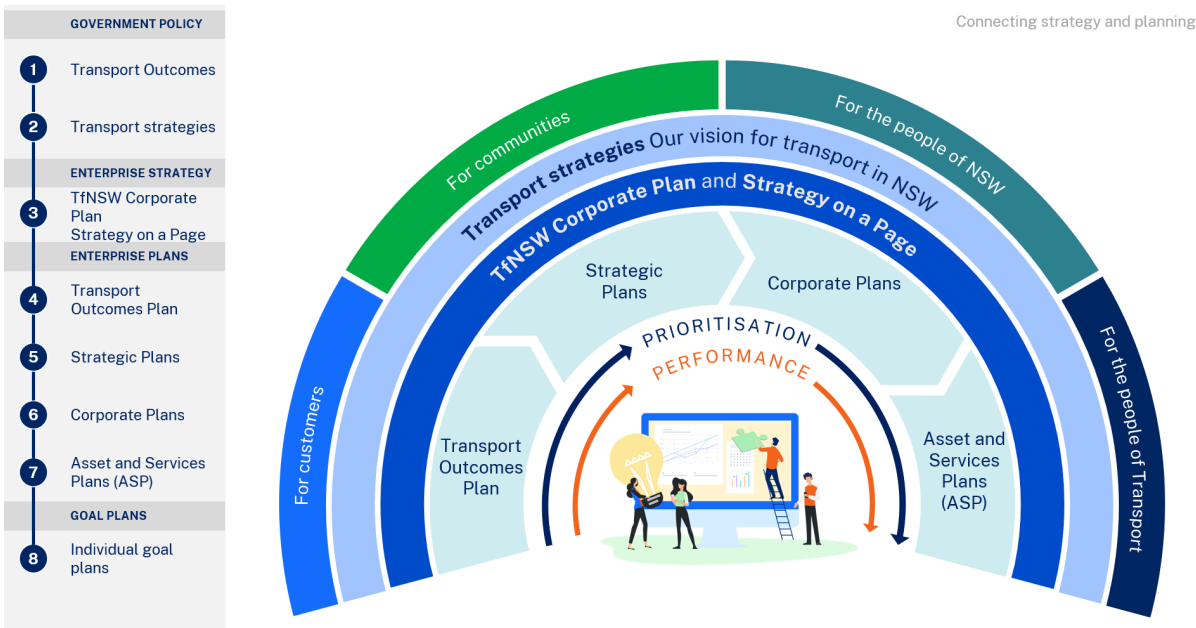 GOVERNMENT POLICY
1 Transport Outcomes
2 Transport strategies
ENTERPRISE STRATEGY
3 TfNSW Corporate
Plan
Strategy on a Page
ENTERPRISE PLANS
4 Transport
Outcomes Plan
5 Strategic Plans
6 Corporate Plans
7 Asset and Services
Plans (ASP)
GOAL PLANS
8 Individual goal
plans
Connecting strategy and planning
For customers
For communities
For the people of NSW
For the people of Transport
Transport strategies Our vision for transport in NSW
TfNSW Corporate Plan and Strategy on a Page
Transport
Outcomes
Plan
Strategic
Plans
Corporate Plans
Asset and
Services
Plans
(ASP)
PRIORITISATION
PERFORMANCE